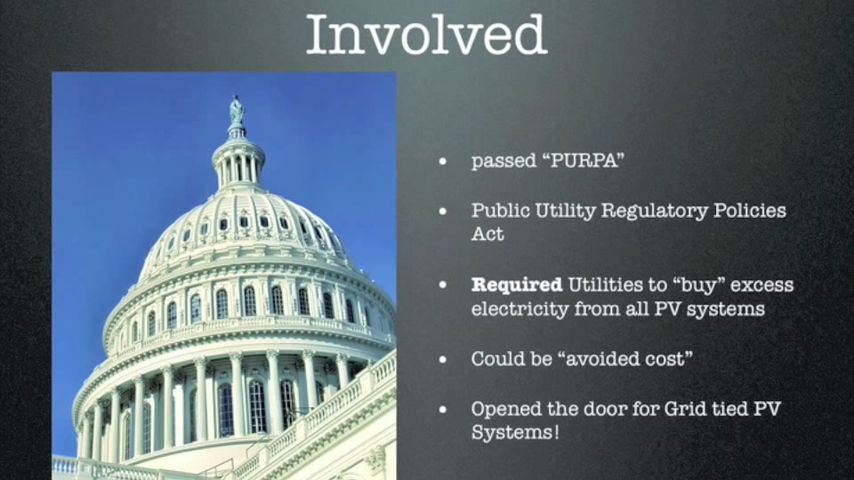 Involved
• passed “PURPA”
• Public Utility Regulatory Policies
Act
• Required Utilities to “buy” excess
electricity from all PV systems
• Could be “avoided cost”
• Opened the door for Grid tied PV
Systems!